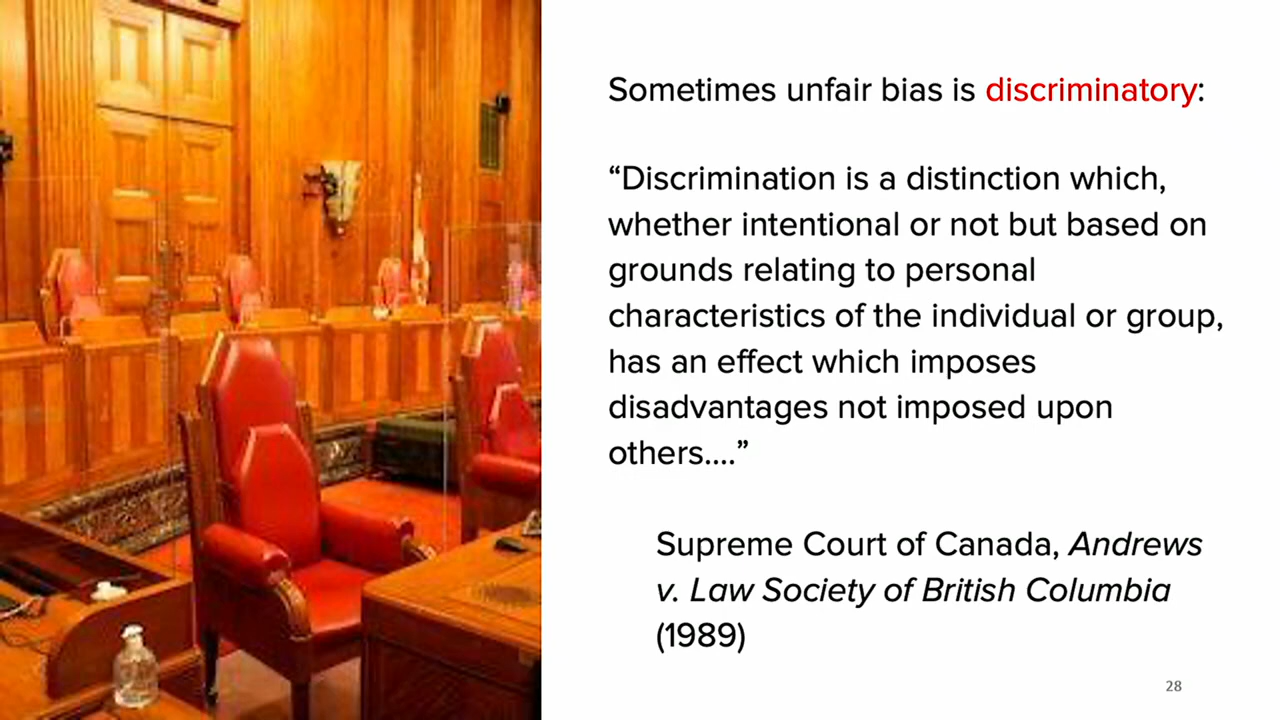 Sometimes unfair bias is discriminatory:
“Discrimination is a distinction which,
whether intentional or not but based on
grounds relating to personal
characteristics of the individual or group,
has an effect which imposes
disadvantages not imposed upon
others....”
Supreme Court of Canada, Andrews
v. Law Society of British Columbia
(1989)
28